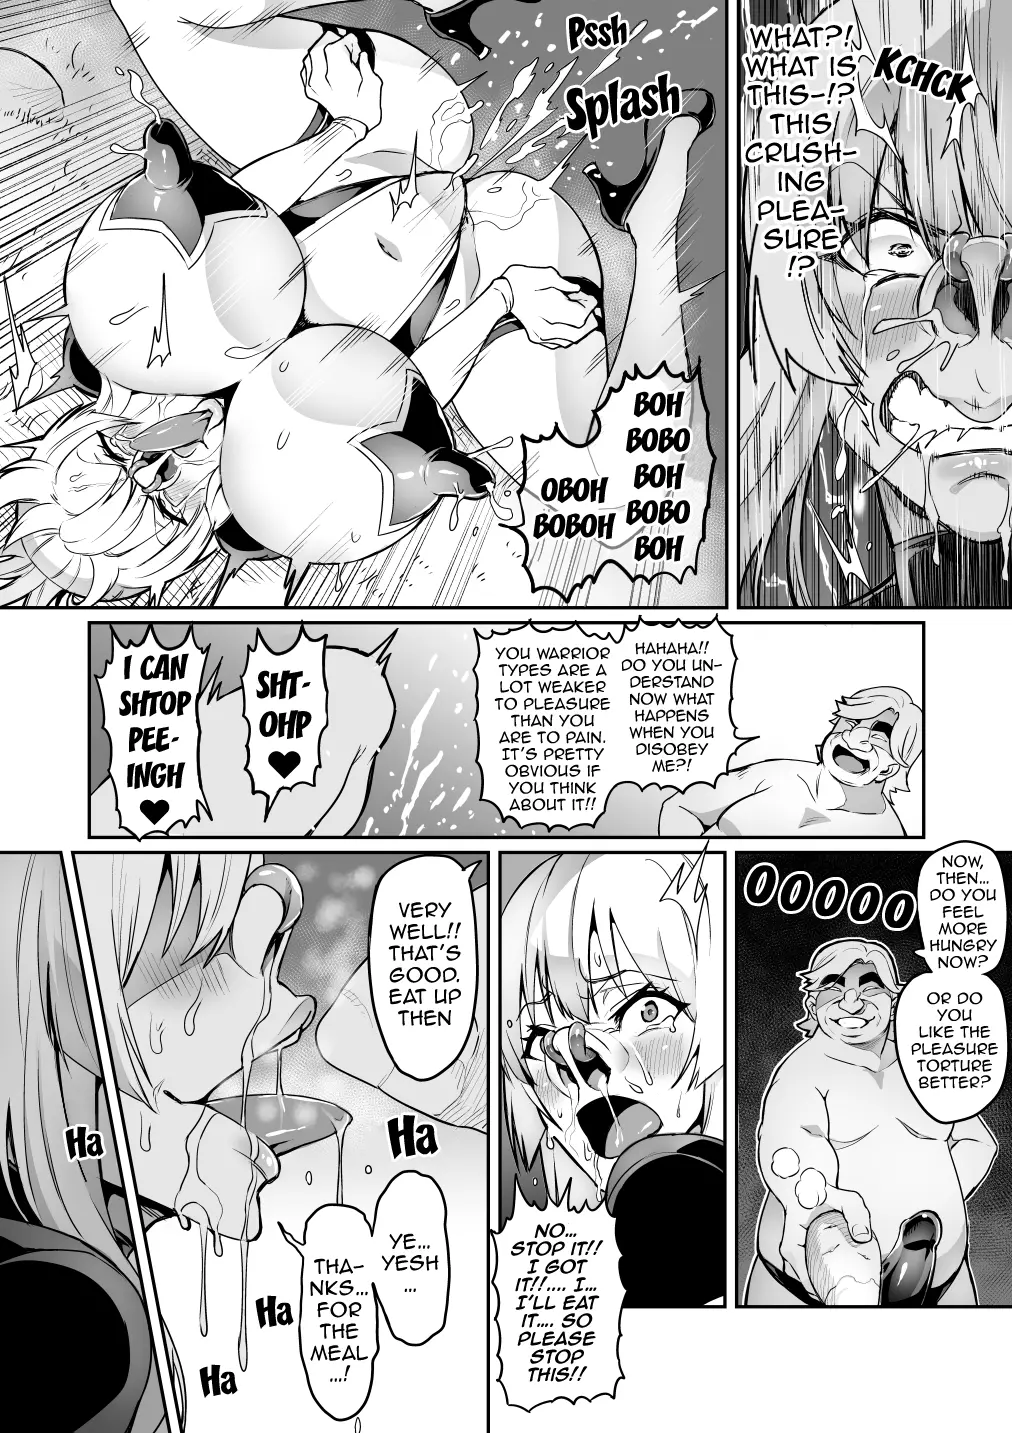 WHAT?!
WHAT IS
THIS-!?
THIS
CRUSH-
ING
PLEA-
SURE
!?
KCHCK
Pssh
Splash
BOH
BOBO
BOH
BOBO
BOH
OBOH
BOBOH
HAHAHA!!
DO YOU UN-
DERSTAND
NOW WHAT
HAPPENS
WHEN YOU
DISOBEY
ME?!
YOU WARRIOR
TYPES ARE A
LOT WEAKER
TO PLEASURE
THAN YOU
ARE TO PAIN.
IT'S PRETTY
OBVIOUS IF
YOU THINK
ABOUT IT!!
SHT-
OHP
♥
I CAN
SHTOP
PEE-
INGH
♥
NOW,
THEN...
DO YOU
FEEL
MORE
HUNGRY
NOW?
OR DO
YOU
LIKE THE
PLEASURE
TORTURE
BETTER?
OOOOO
NO...
STOP IT!!
I GOT
IT!!.... I...
I'LL EAT
IT.... SO
PLEASE
STOP
THIS!!
VERY
WELL!!
THAT'S
GOOD.
EAT UP
THEN
Ha
YE...
YESH
...
THA-
NKS...
FOR
THE
MEAL
...!
Ha
Ha
Ha